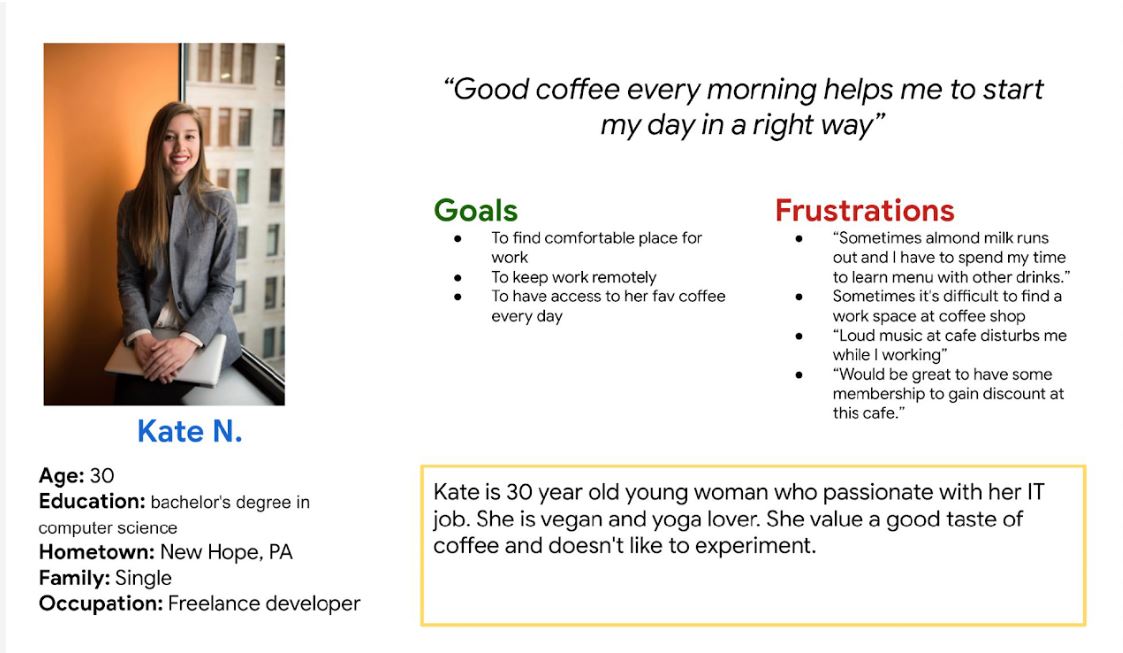 “Good coffee every morning helps me to start
my day in a right way”
Goals
● To find comfortable place for
work
● To keep work remotely
● To have access to her fav coffee
every day
Frustrations
● “Sometimes almond milk runs
out and I have to spend my time
to learn menu with other drinks.”
● Sometimes it's difficult to find a
work space at coffee shop
● “Loud music at cafe disturbs me
while I working”
● “Would be great to have some
membership to gain discount at
this cafe.”
Kate N.
Age: 30
Education: bachelor's degree in
computer science
Hometown: New Hope, PA
Family: Single
Occupation: Freelance developer
Kate is 30 year old young woman who passionate with her IT
job. She is vegan and yoga lover. She value a good taste of
coffee and doesn't like to experiment.